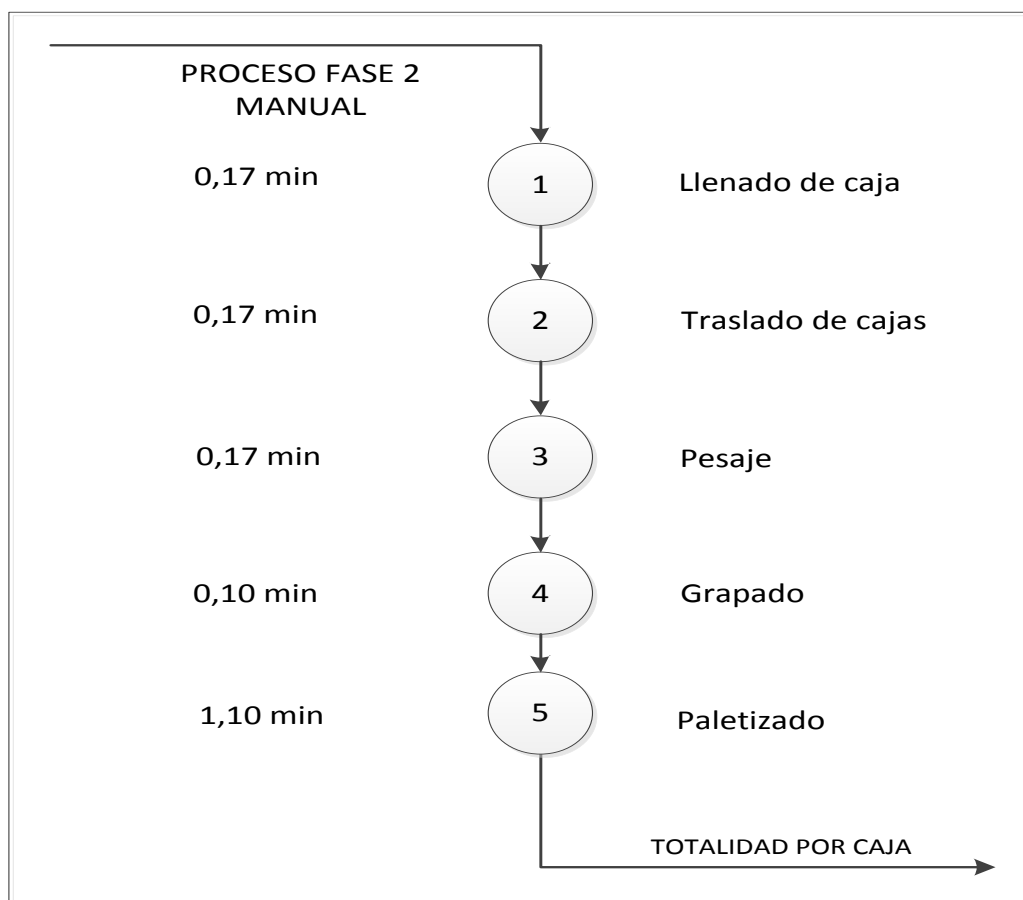 PROCESO FASE 2
MANUAL
0,17 min
1
Llenado de caja
0,17 min
2
Traslado de cajas
0,17 min
3
Pesaje
0,10 min
4
Grapado
1,10 min
5
Paletizado
TOTALIDAD POR CAJA